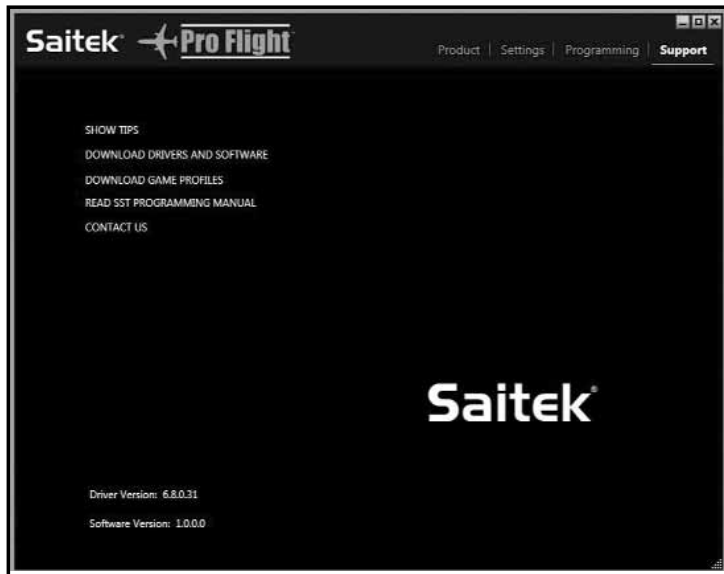 Saitek Pro Flight
Product | Settings | Programming | Support
SHOW TIPS
DOWNLOAD DRIVERS AND SOFTWARE
DOWNLOAD GAME PROFILES
READ SST PROGRAMMING MANUAL
CONTACT US
Saitek®
Driver Version: 6.8.0.31
Software Version: 1.0.0.0